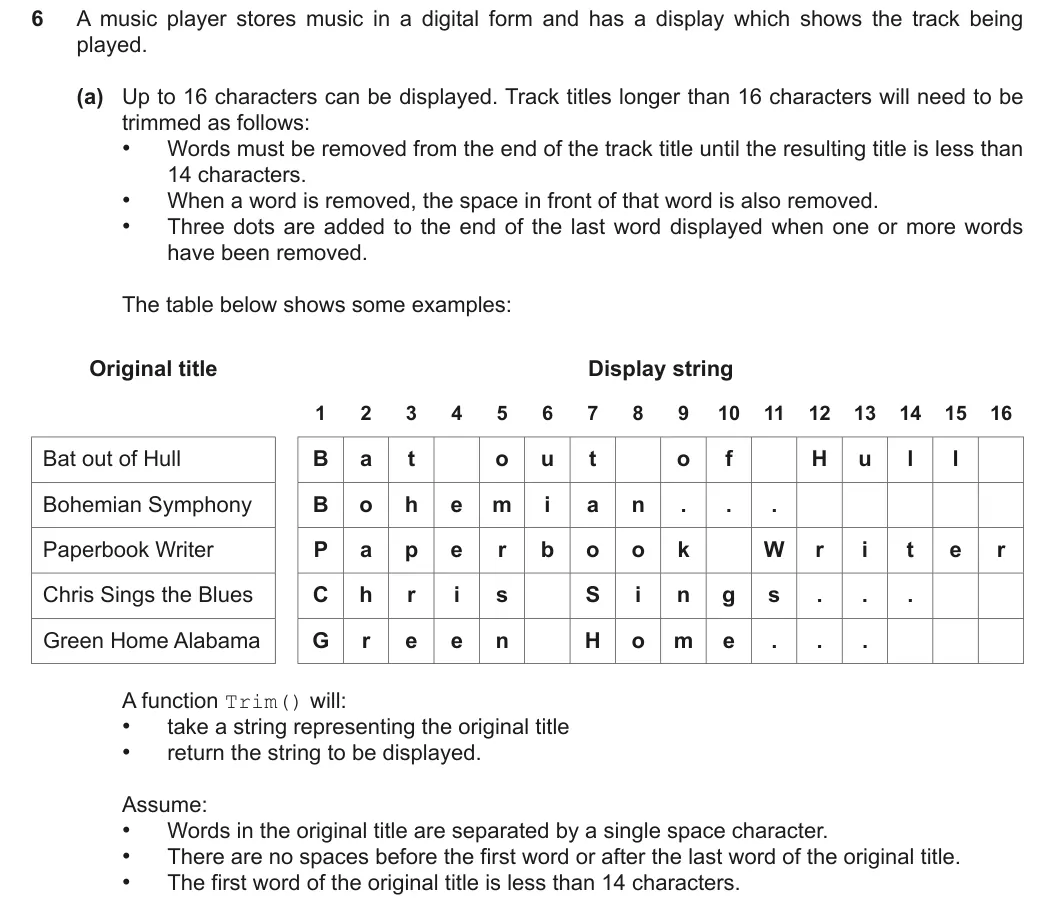 6 A music player stores music in a digital form and has a display which shows the track being
played.
(a) Up to 16 characters can be displayed. Track titles longer than 16 characters will need to be
trimmed as follows:
• Words must be removed from the end of the track title until the resulting title is less than
14 characters.
• When a word is removed, the space in front of that word is also removed.
• Three dots are added to the end of the last word displayed when one or more words
have been removed.
The table below shows some examples:
Original title Display string
1 2 3 4 5 6 7 8 9 10 11 12 13 14 15 16
Bat out of Hull B a t o u t o f H u l l
Bohemian Symphony B o h e m i a n . . .
Paperbook Writer P a p e r b o o k W r i t e r
Chris Sings the Blues C h r i s S i n g s . . .
Green Home Alabama G r e e n H o m e . . .
A function Trim() will:
• take a string representing the original title
• return the string to be displayed.
Assume:
• Words in the original title are separated by a single space character.
• There are no spaces before the first word or after the last word of the original title.
• The first word of the original title is less than 14 characters.